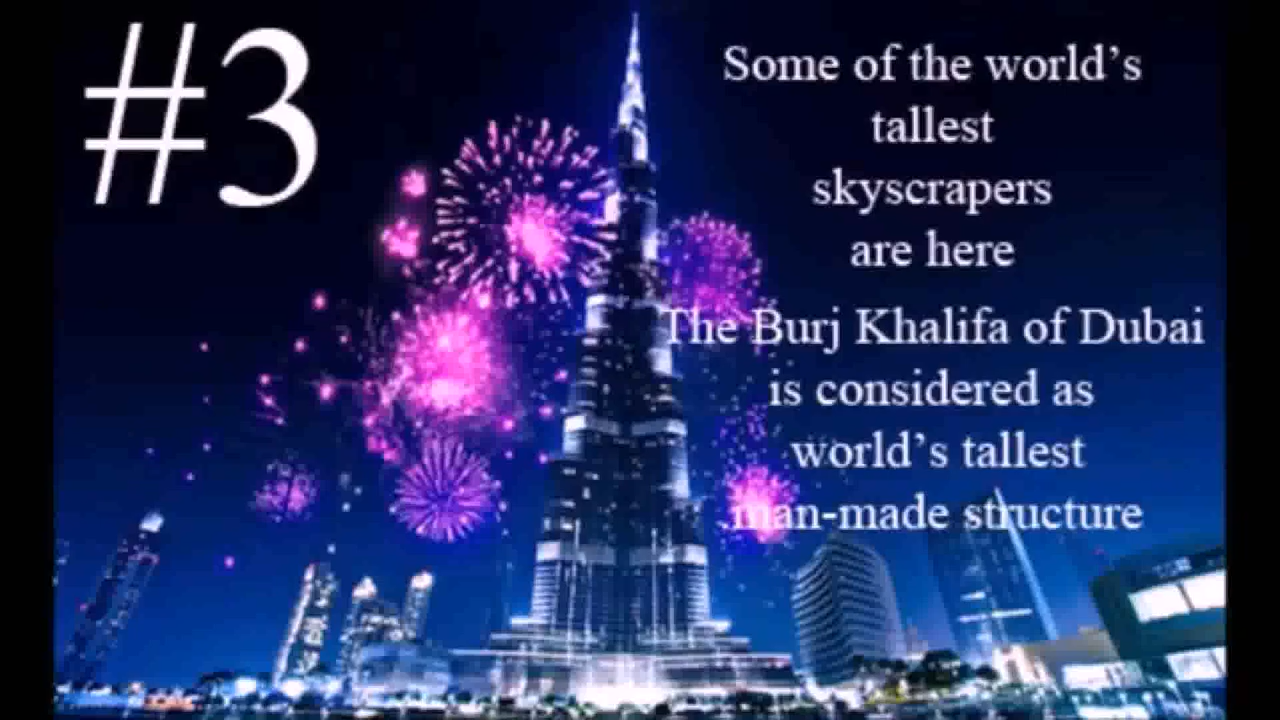 #3
Some of the world’s
tallest
skyscrapers
are here
The Burj Khalifa of Dubai
is considered as
world’s tallest
man-made structure